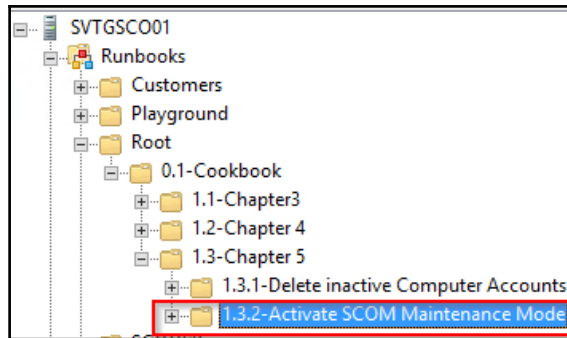 SVTGSCO01
Runbooks
Customers
Playground
Root
0.1-Cookbook
1.1-Chapter3
1.2-Chapter 4
1.3-Chapter 5
1.3.1-Delete inactive Computer Accounts
1.3.2-Activate SCOM Maintenance Mode